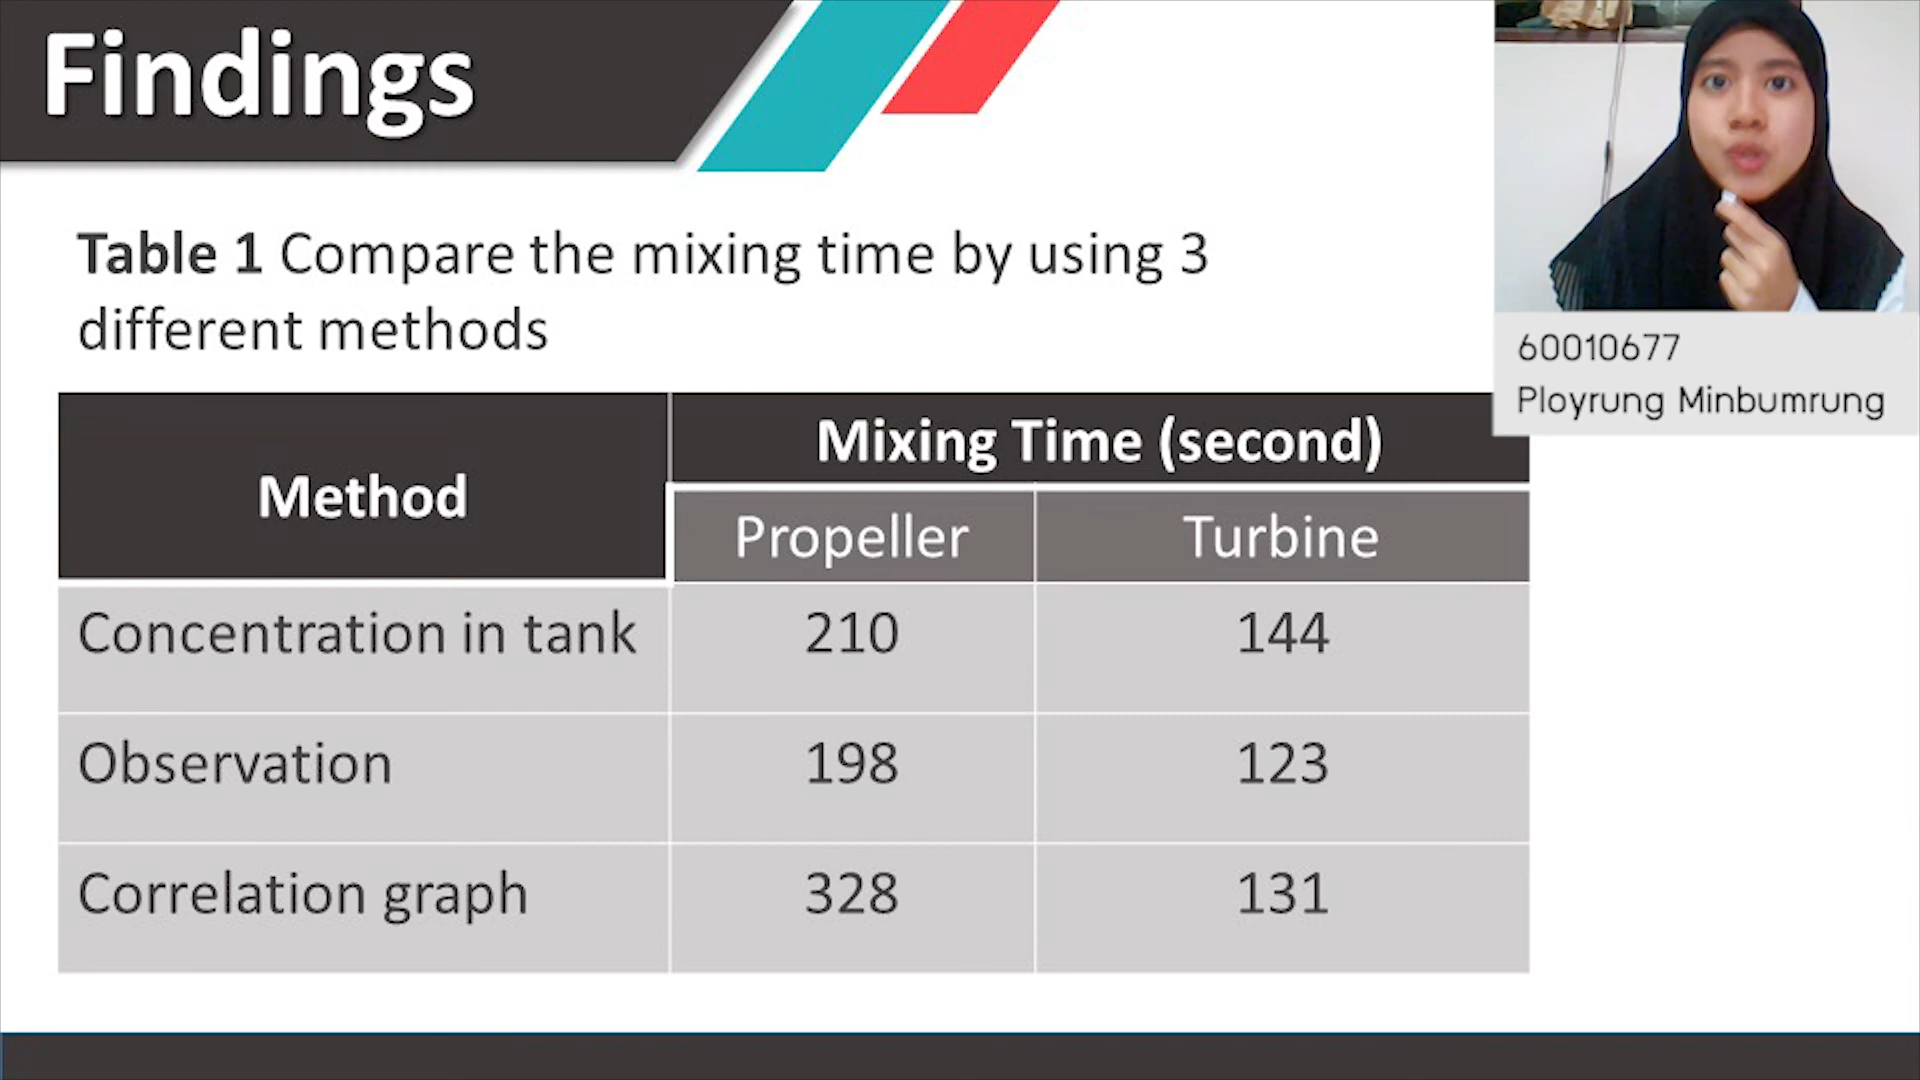 Findings
60010677
Ployrung Minbumrung
Table 1 Compare the mixing time by using 3
different methods
Method
Mixing Time (second)
Propeller Turbine
Concentration in tank 210 144
Observation 198 123
Correlation graph 328 131